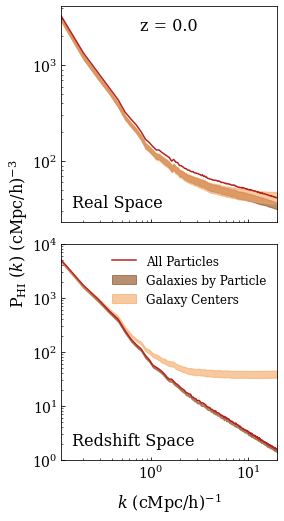 z = 0.0
10³
10²
Real Space
P_HI (k) (cMpc/h)⁻³
10⁴
All Particles
Galaxies by Particle
Galaxy Centers
10³
10²
10¹
Redshift Space
10⁰
10⁰ 10¹
k (cMpc/h)⁻¹